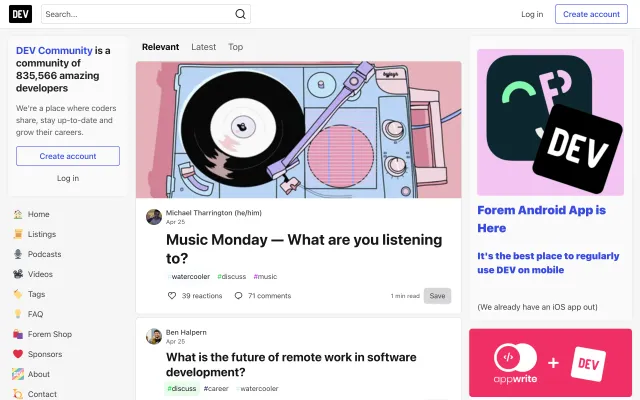 DEV
Search...
Log in
Create account
DEV Community is a
community of
835,566 amazing
developers
We're a place where coders
share, stay up-to-date and
grow their careers.
Create account
Log in
Home
Listings
Podcasts
Videos
Tags
FAQ
Forem Shop
Sponsors
About
Contact
Relevant
Latest
Top
Michael Tharrington (he/him)
Apr 25
Music Monday — What are you listening
to?
#watercooler #discuss #music
39 reactions
71 comments
1 min read
Save
Ben Halpern
Apr 25
What is the future of remote work in software
development?
#discuss #career #watercooler
DEV
Forem Android App is
Here
It's the best place to regularly
use DEV on mobile
(We already have an iOS app out)
appwrite
+
DEV